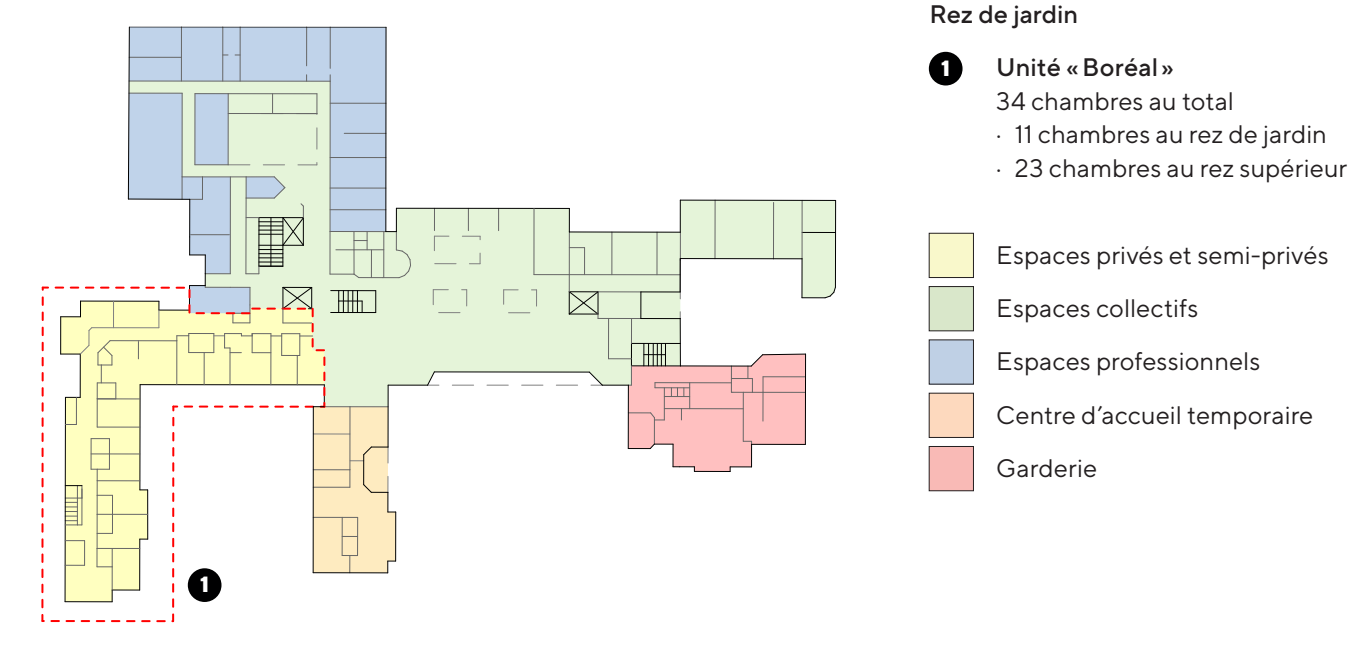 Rez de jardin
1 Unité « Boréal »
34 chambres au total
· 11 chambres au rez de jardin
· 23 chambres au rez supérieur
Espaces privés et semi-privés
Espaces collectifs
Espaces professionnels
Centre d’accueil temporaire
Garderie
1